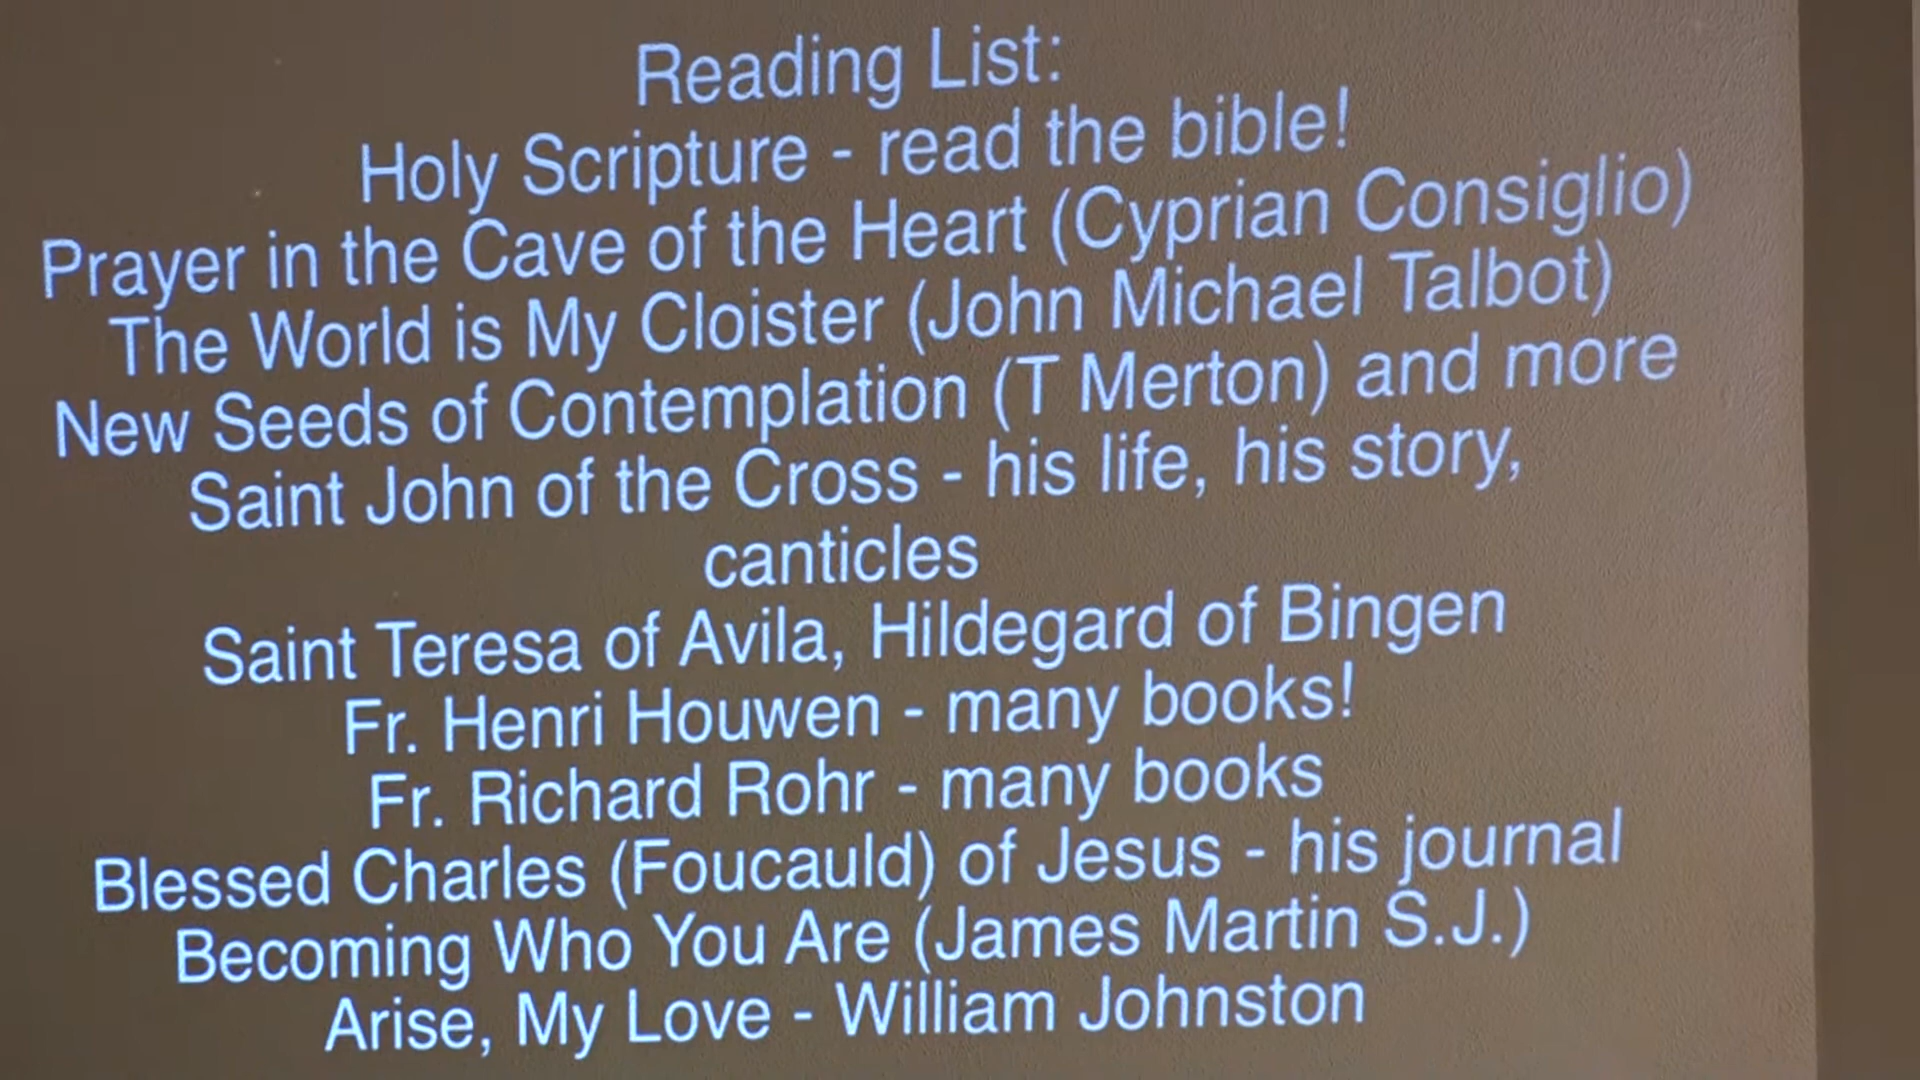 Reading List:
Holy Scripture - read the bible!
Prayer in the Cave of the Heart (Cyprian Consiglio)
The World is My Cloister (John Michael Talbot)
New Seeds of Contemplation (T Merton) and more
Saint John of the Cross - his life, his story,
canticles
Saint Teresa of Avila, Hildegard of Bingen
Fr. Henri Houwen - many books!
Fr. Richard Rohr - many books
Blessed Charles (Foucauld) of Jesus - his journal
Becoming Who You Are (James Martin S.J.)
Arise, My Love - William Johnston